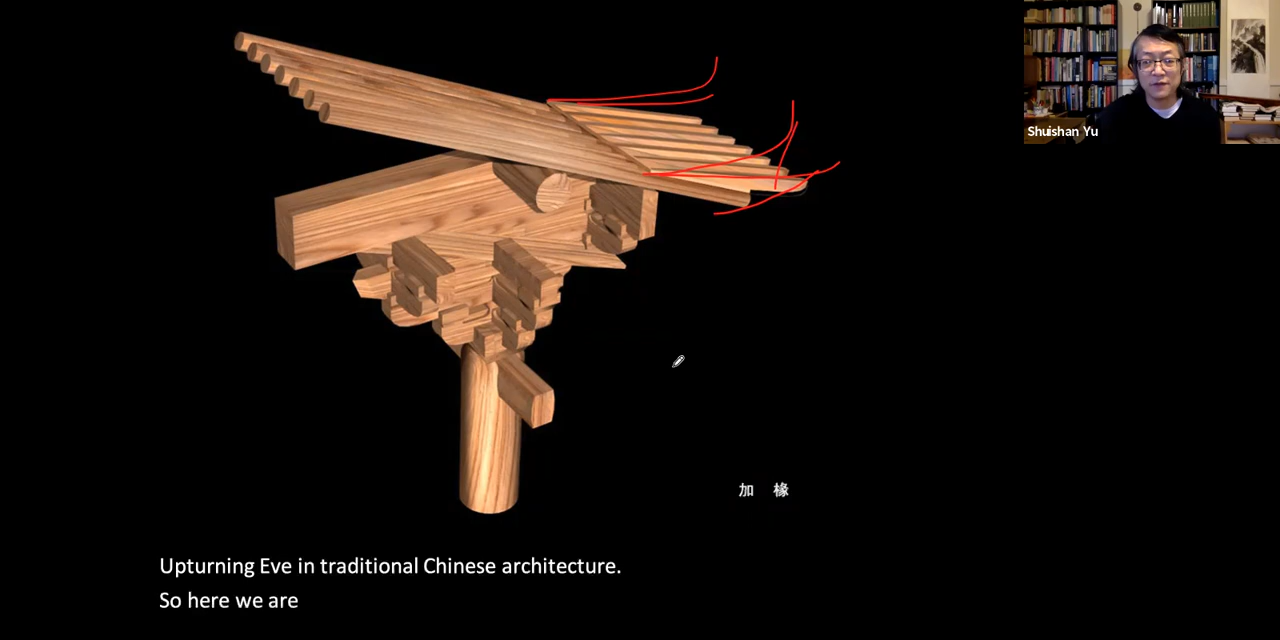 Shuishan Yu
加 椽
Upturning Eve in traditional Chinese architecture.
So here we are